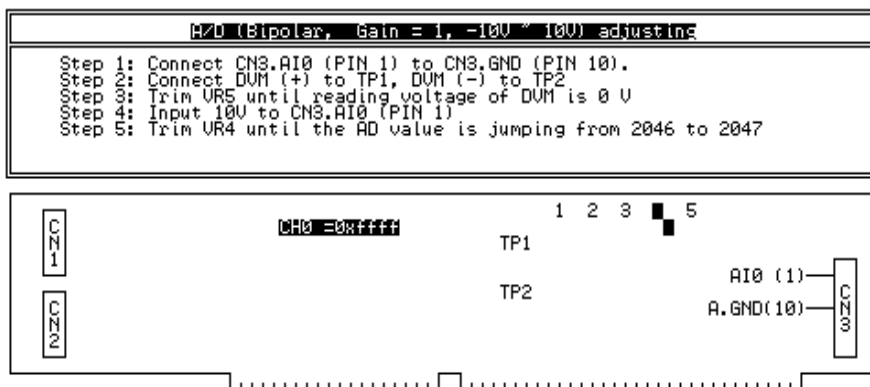 A/D (Bipolar, Gain = 1, -10V ~ 10V) adjusting
Step 1: Connect CN3.AI0 (PIN 1) to CN3.GND (PIN 10).
Step 2: Connect DVM (+) to TP1, DVM (-) to TP2
Step 3: Trim VR5 until reading voltage of DVM is 0 V
Step 4: Input 10V to CN3.AI0 (PIN 1)
Step 5: Trim VR4 until the AD value is jumping from 2046 to 2047
1 2 3 5
CN1
CH0 =0xffff
TP1
AI0 (1)
TP2
CN2
A.GND(10)
CN3